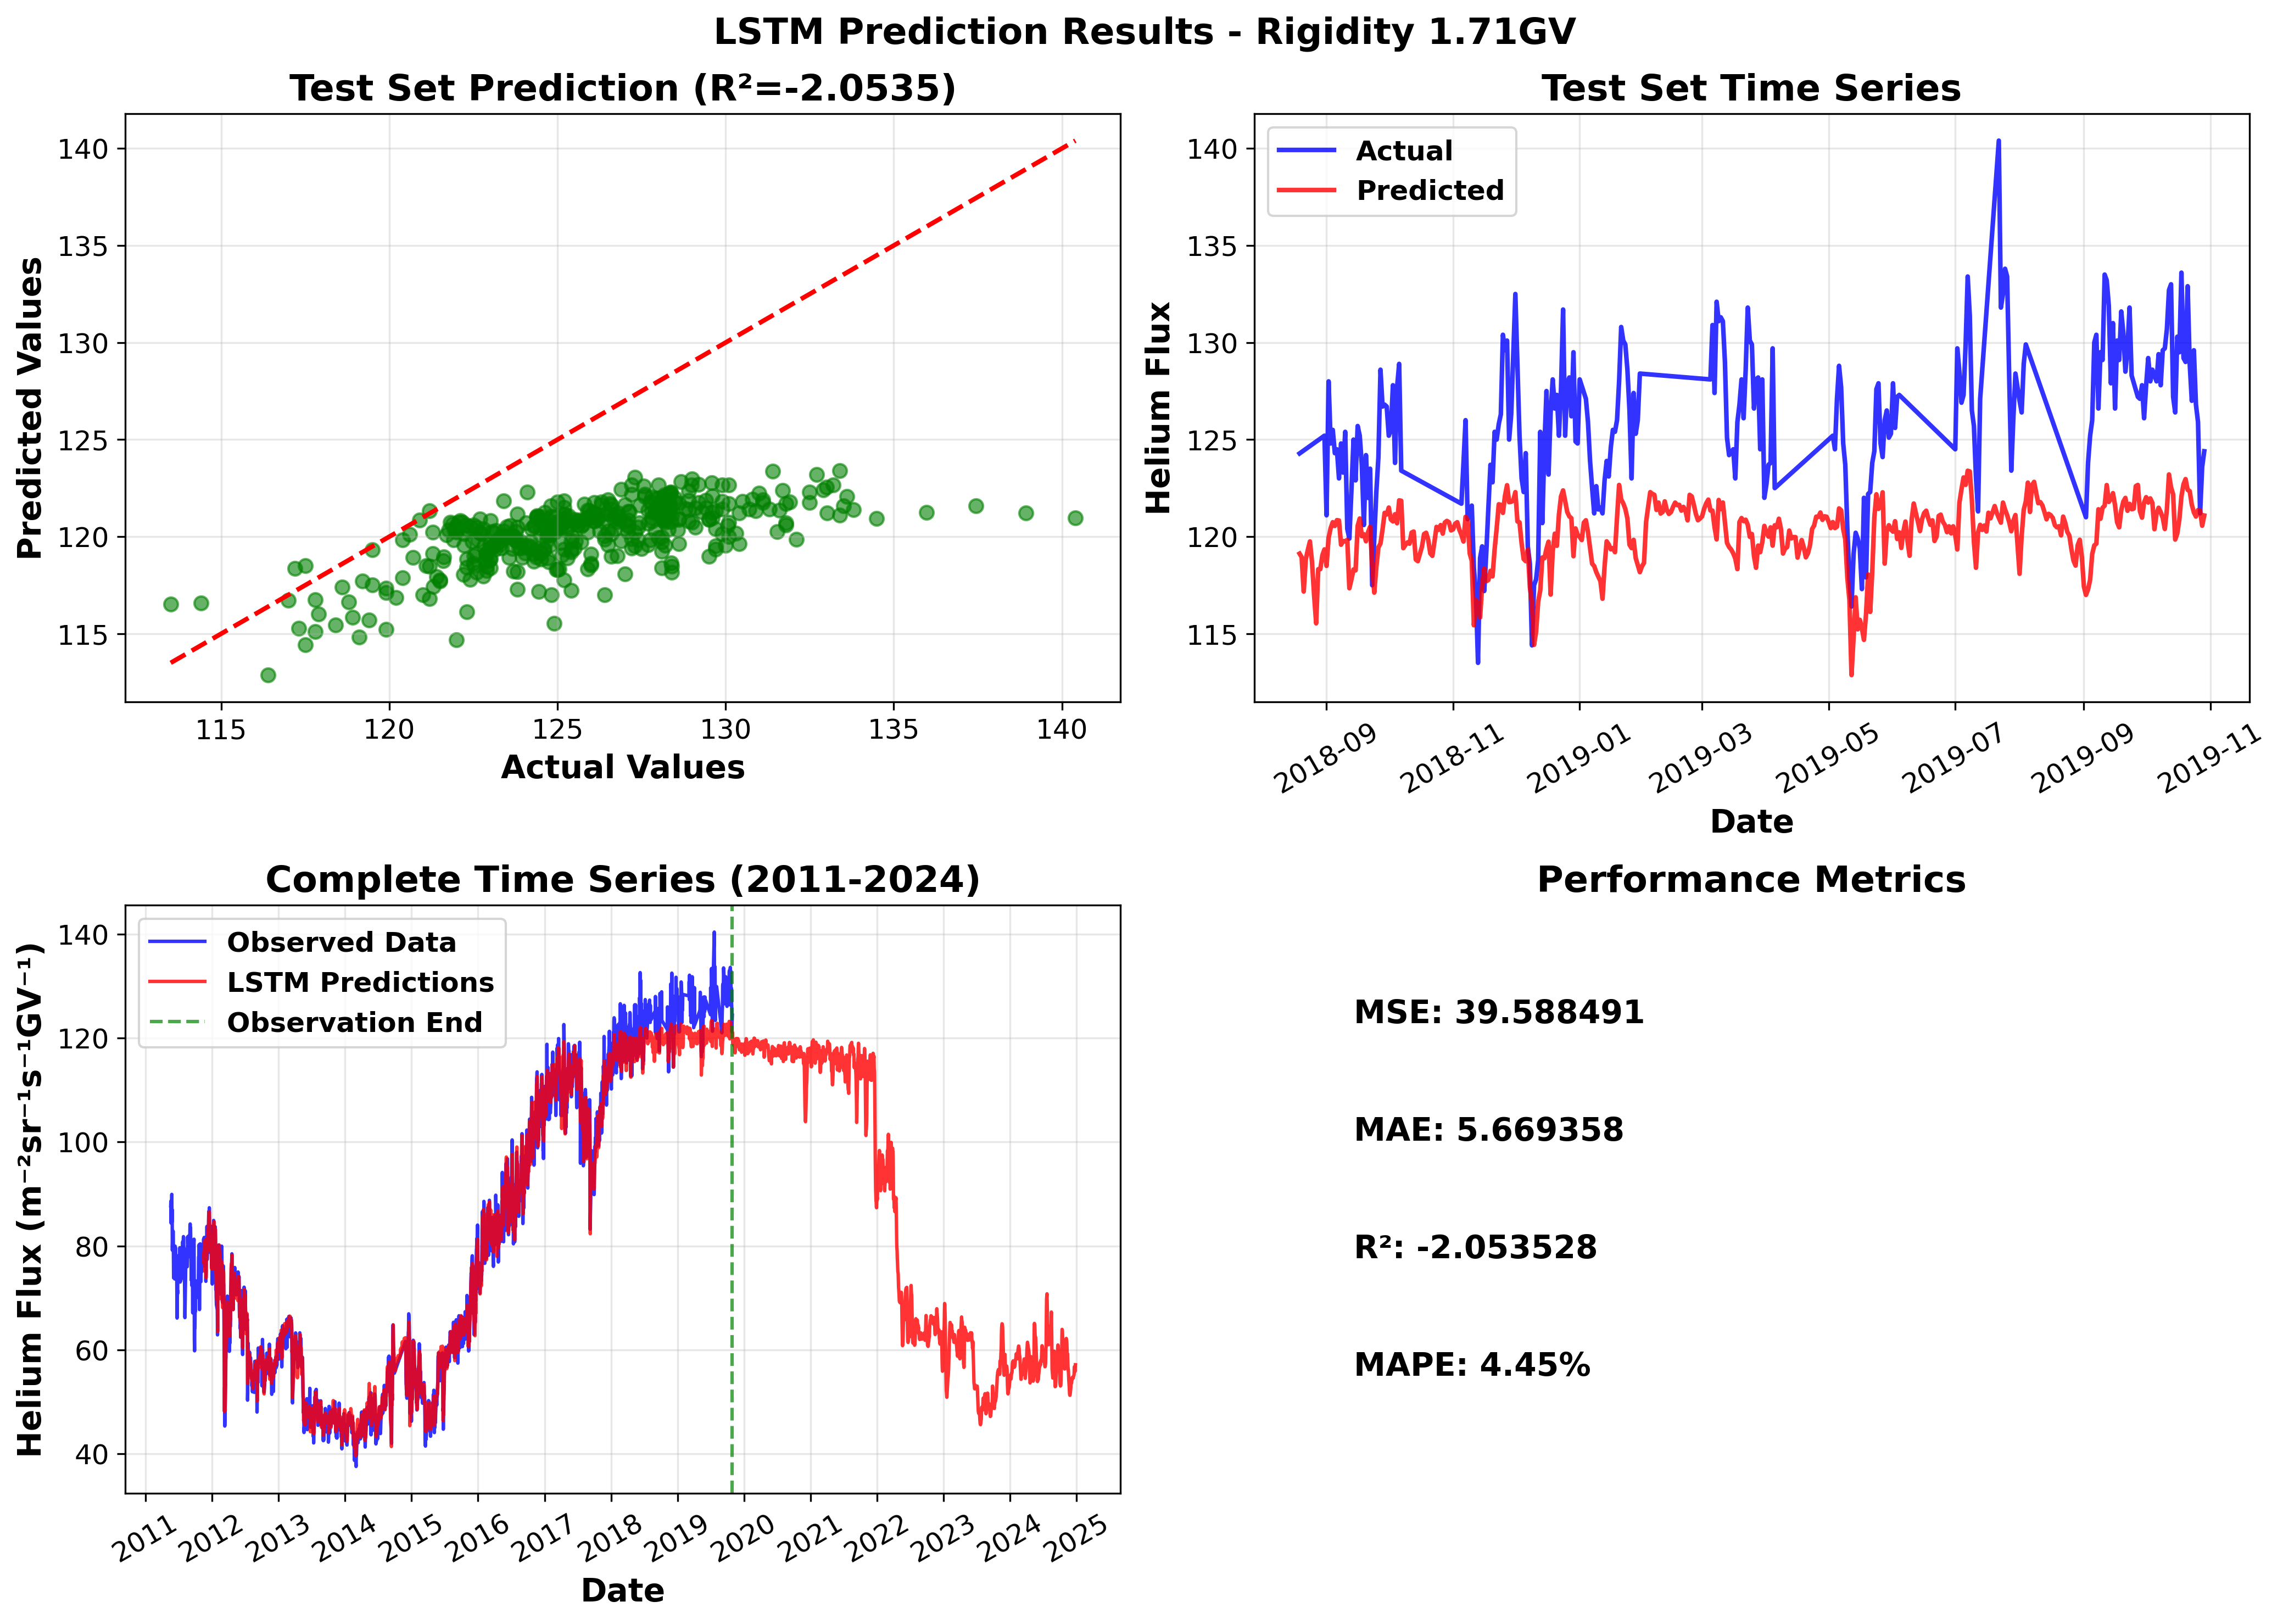 LSTM Prediction Results - Rigidity 1.71GV
Test Set Prediction (R²=-2.0535)
140
135
130
125
120
115
Predicted Values
115 120 125 130 135 140
Actual Values
Test Set Time Series
Actual
Predicted
140
135
130
125
120
115
Helium Flux
2018-09 2018-11 2019-01 2019-03 2019-05 2019-07 2019-09 2019-11
Date
Complete Time Series (2011-2024)
Observed Data
LSTM Predictions
Observation End
140
120
100
80
60
40
Helium Flux (m⁻²sr⁻¹s⁻¹GV⁻¹)
2011 2012 2013 2014 2015 2016 2017 2018 2019 2020 2021 2022 2023 2024 2025
Date
Performance Metrics
MSE: 39.588491
MAE: 5.669358
R²: -2.053528
MAPE: 4.45%